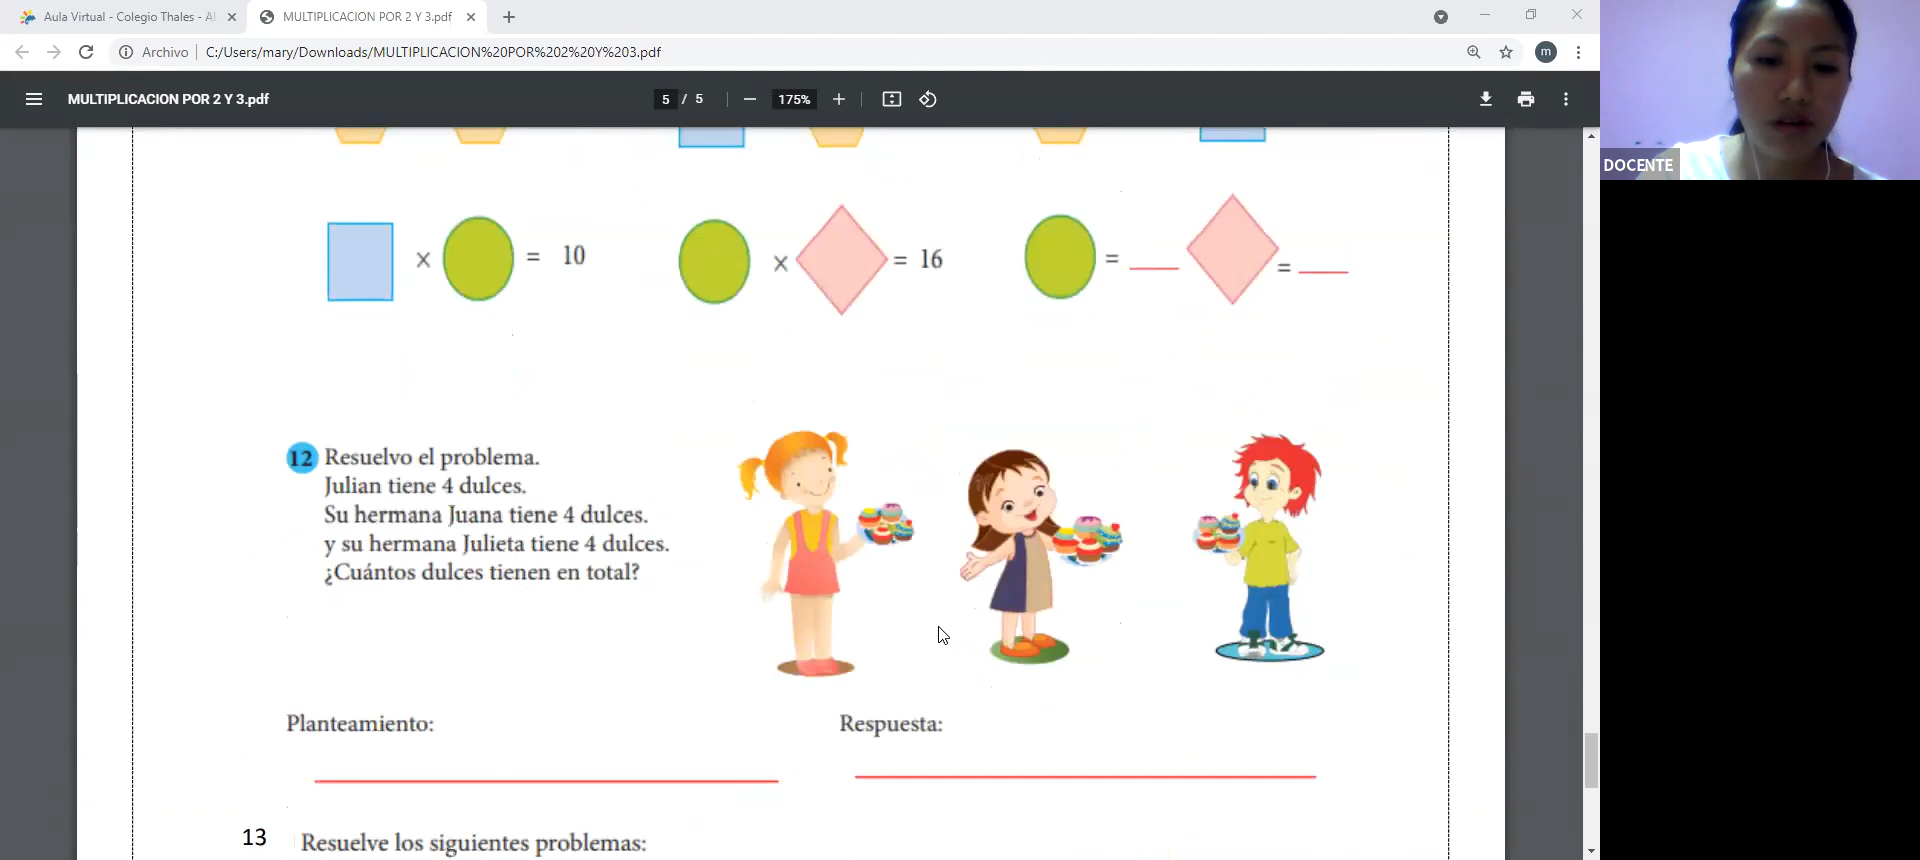 Aula Virtual - Colegio Thales - Al
MULTIPLICACION POR 2 Y 3.pdf
Archivo
C:/Users/mary/Downloads/MULTIPLICACION%20POR%202%20Y%203.pdf
m
MULTIPLICACION POR 2 Y 3.pdf
5 / 5
175%
DOCENTE
x = 10
x = 16
= ____ = ____
12 Resuelvo el problema.
Julian tiene 4 dulces.
Su hermana Juana tiene 4 dulces.
y su hermana Julieta tiene 4 dulces.
¿Cuántos dulces tienen en total?
Planteamiento:
Respuesta:
13 Resuelve los siguientes problemas: